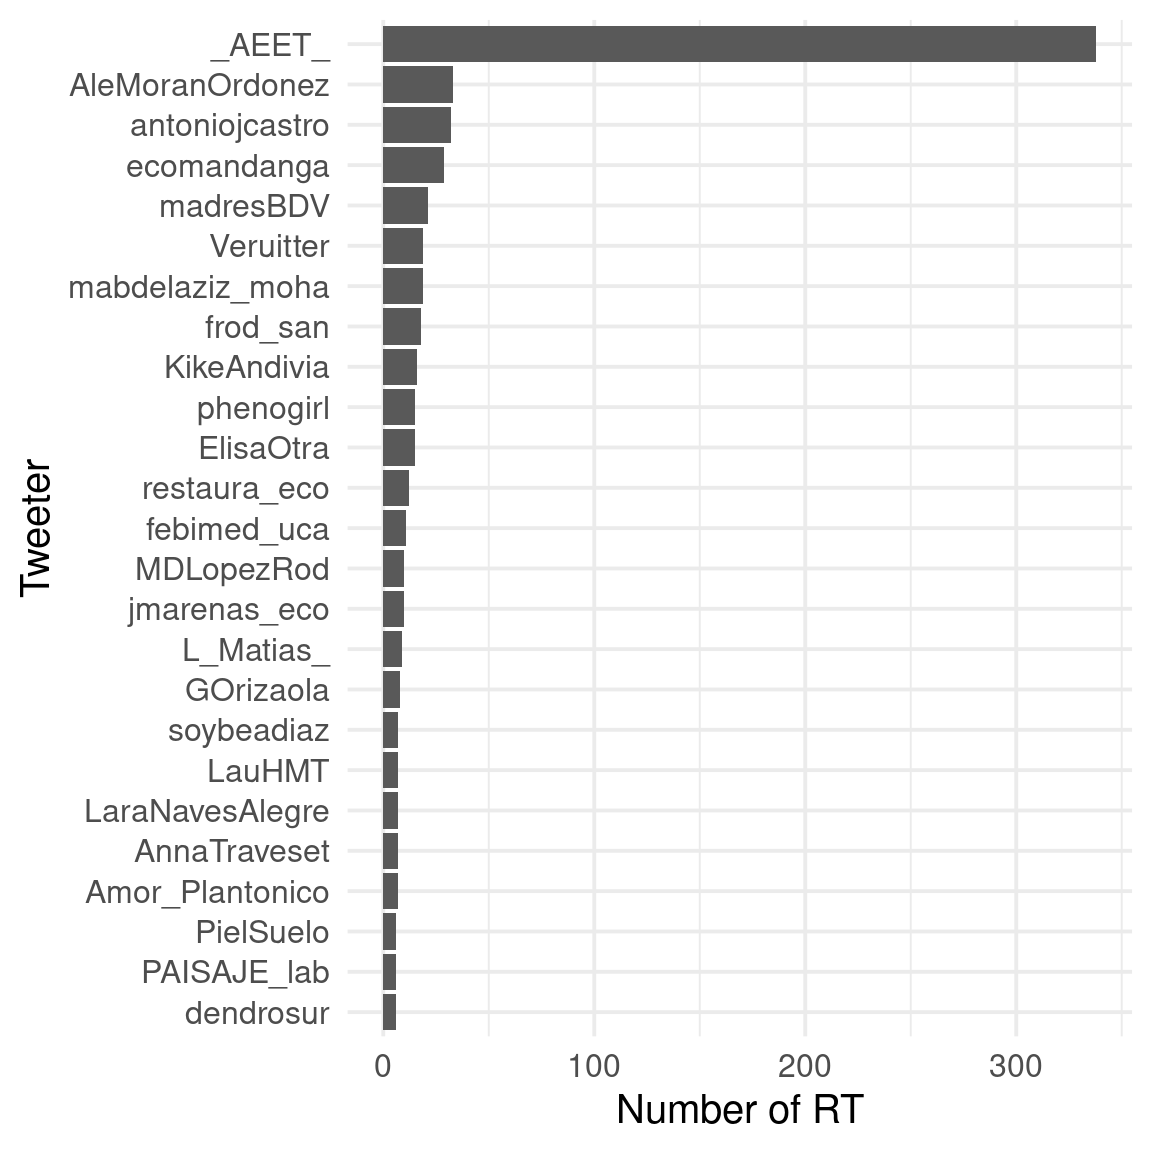 _AEET_
AleMoranOrdonez
antoniojcastro
ecomandanga
madresBDV
Veruitter
mabdelaziz_moha
frod_san
KikeAndivia
phenogirl
ElisaOtra
restaura_eco
febimed_uca
MDLopezRod
jmarenas_eco
L_Matias_
GOrizaola
soybeadiaz
LauHMT
LaraNavesAlegre
AnnaTraveset
Amor_Plantonico
PielSuelo
PAISAJE_lab
dendrosur
Tweeter
0 100 200 300
Number of RT